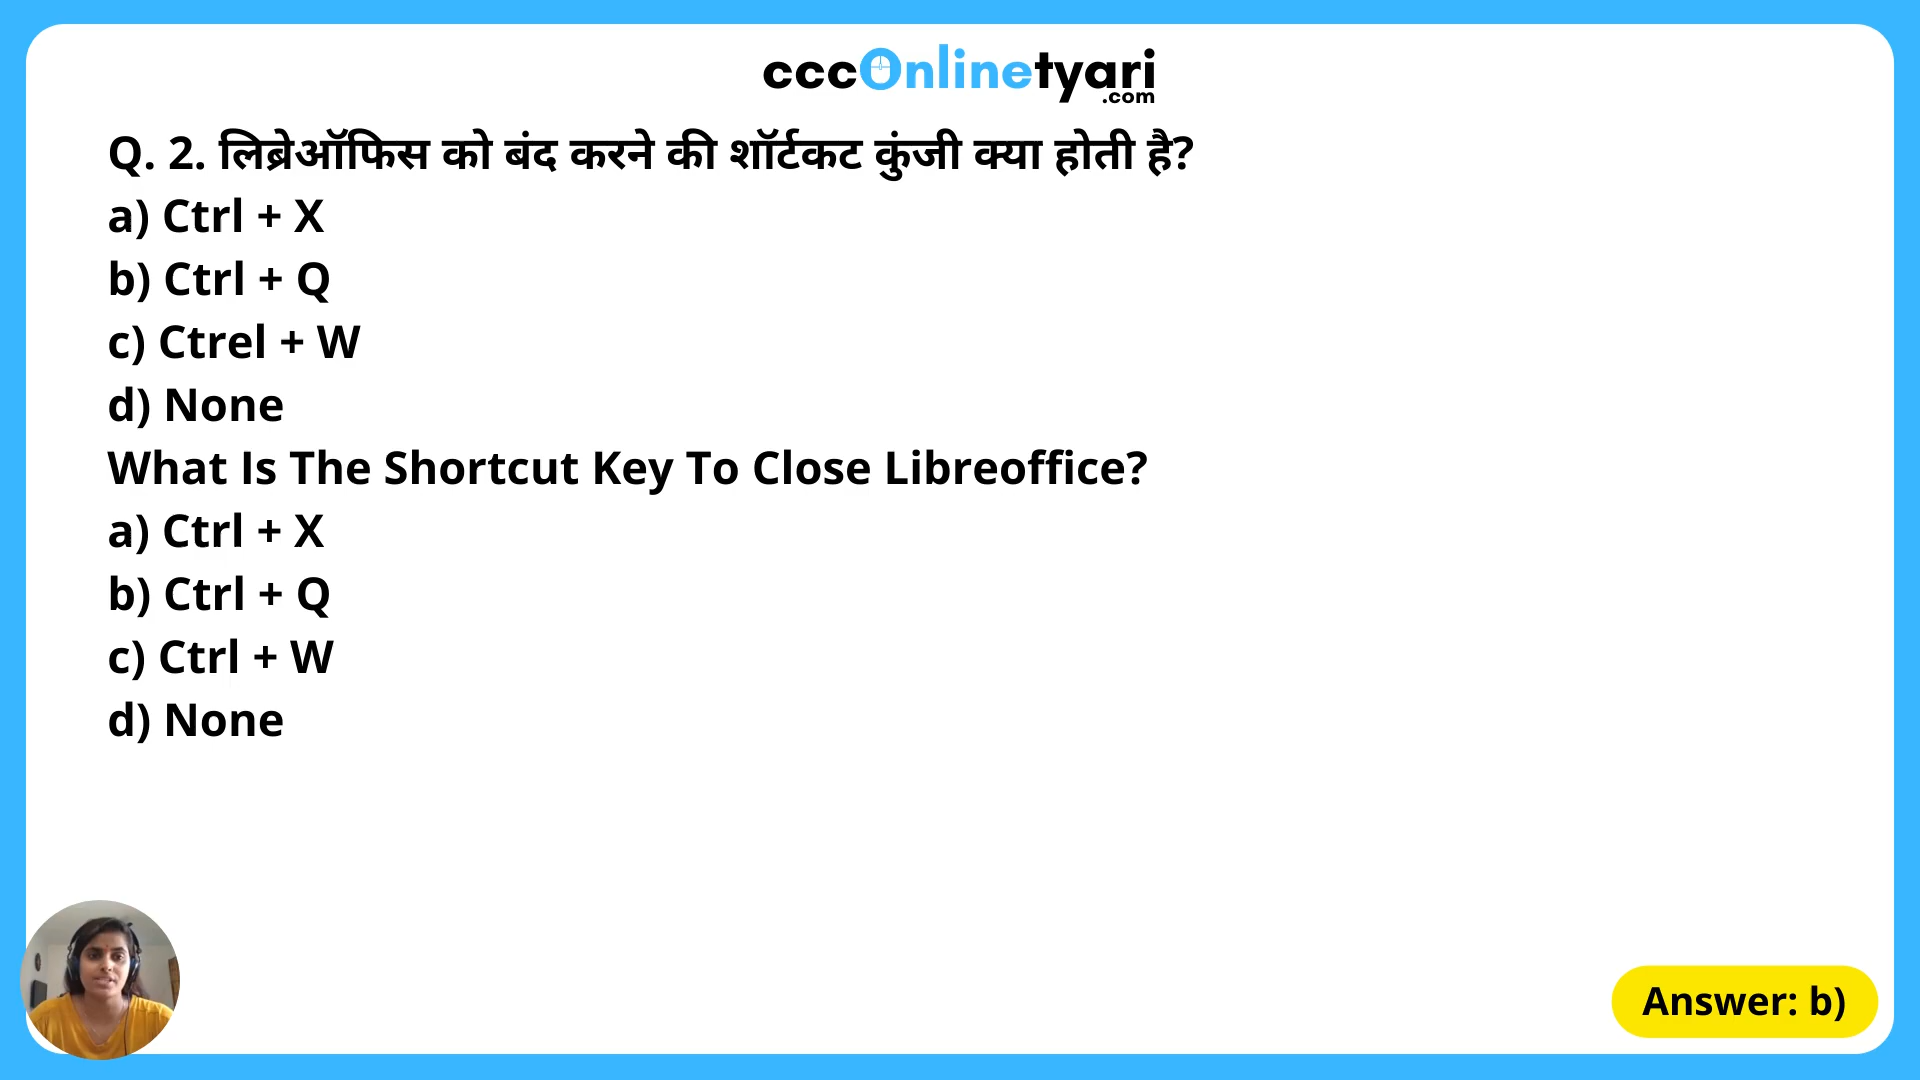 cccOnlinetyari
.com
Q. 2. लिब्रेऑफिस को बंद करने की शॉर्टकट कुंजी क्या होती है?
a) Ctrl + X
b) Ctrl + Q
c) Ctrel + W
d) None
What Is The Shortcut Key To Close Libreoffice?
a) Ctrl + X
b) Ctrl + Q
c) Ctrl + W
d) None
Answer: b)